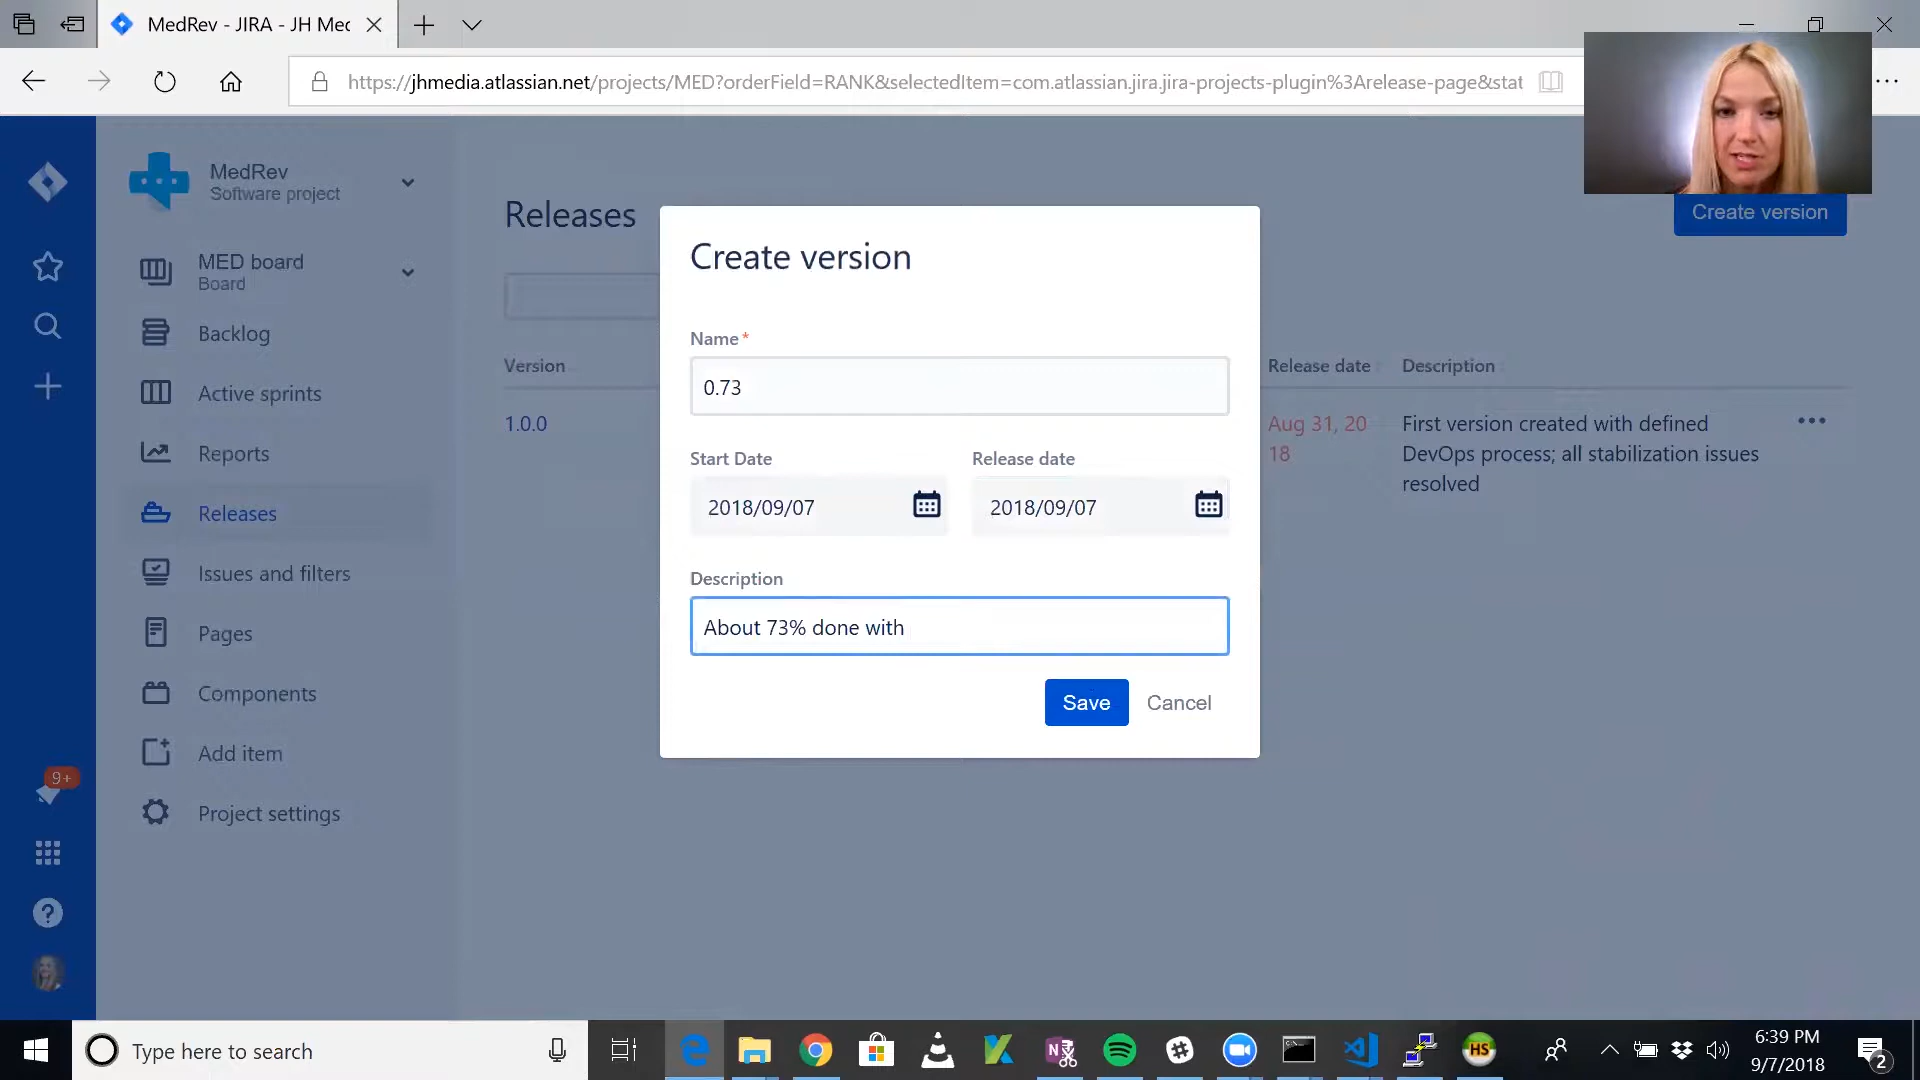 MedRev - JIRA - JH Mec
https://jhmedia.atlassian.net/projects/MED?orderField=RANK&selectedItem=com.atlassian.jira.jira-projects-plugin%3Arelease-page&stat
MedRev
Software project
MED board
Board
Backlog
Active sprints
Reports
Releases
Issues and filters
Pages
Components
Add item
Project settings
9+
Releases
Create version
Version
Release date
Description
1.0.0
Aug 31, 20
18
First version created with defined
DevOps process; all stabilization issues
resolved
Create version
Name*
0.73
Start Date
Release date
2018/09/07
2018/09/07
Description
About 73% done with
Save
Cancel
Type here to search
N
HS
6:39 PM
9/7/2018
2